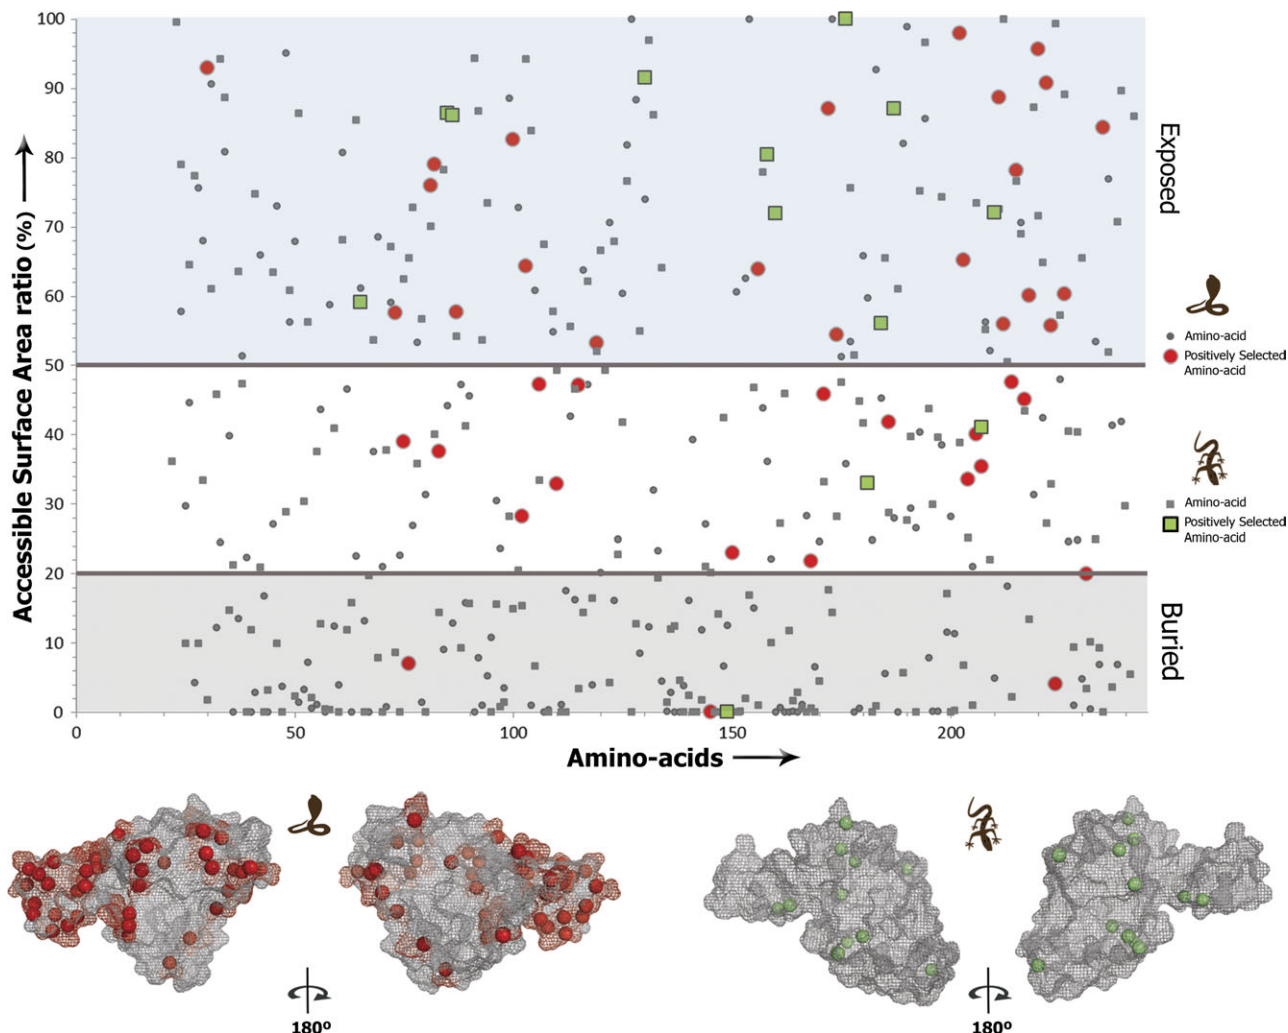 Accessible Surface Area ratio (%)
100
90
80
70
60
50
40
30
20
10
0
0
50
100
150
200
Amino-acids
Exposed
Buried
Amino-acid
Positively Selected
Amino-acid
Amino-acid
Positively Selected
Amino-acid
180º
180º